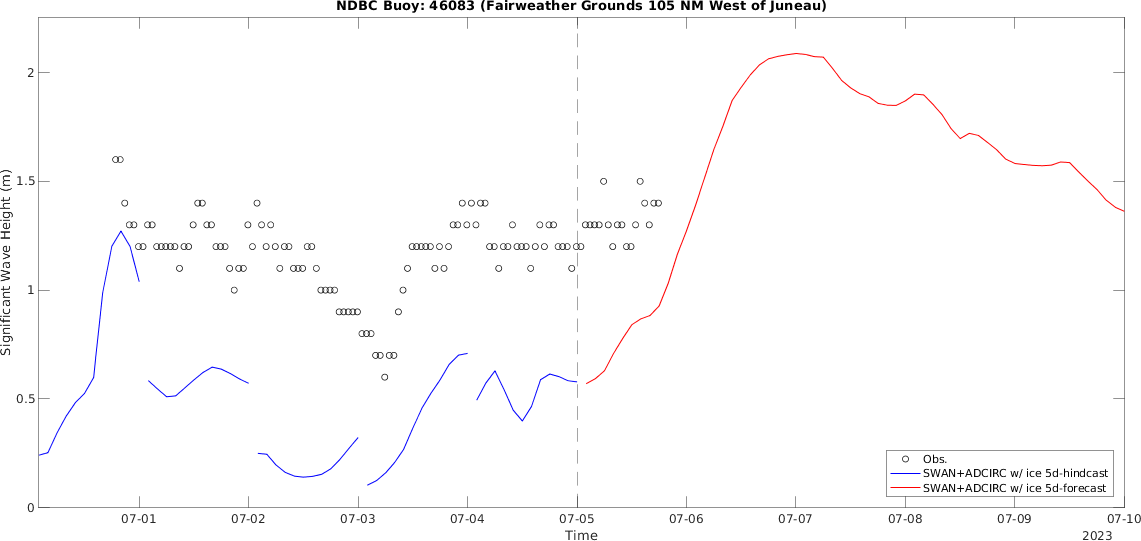 NDBC Buoy: 46083 (Fairweather Grounds 105 NM West of Juneau)
Significant Wave Height (m)
2
1.5
1
0.5
0
Obs.
SWAN+ADCIRC w/ ice 5d-hindcast
SWAN+ADCIRC w/ ice 5d-forecast
07-01 07-02 07-03 07-04 07-05 07-06 07-07 07-08 07-09 07-10
Time
2023